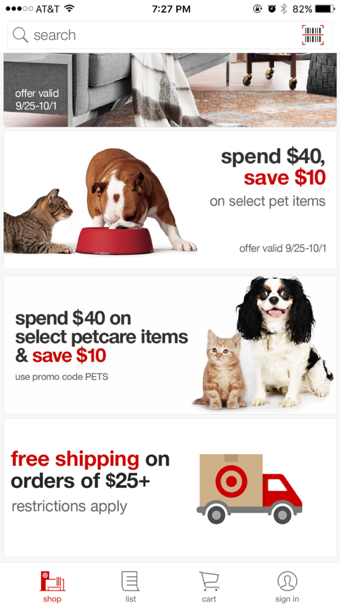 AT&T 7:27 PM 82%
search
offer valid
9/25-10/1
spend $40,
save $10
on select pet items
offer valid 9/25-10/1
spend $40 on
select petcare items
& save $10
use promo code PETS
free shipping on
orders of $25+
restrictions apply
shop list cart sign in